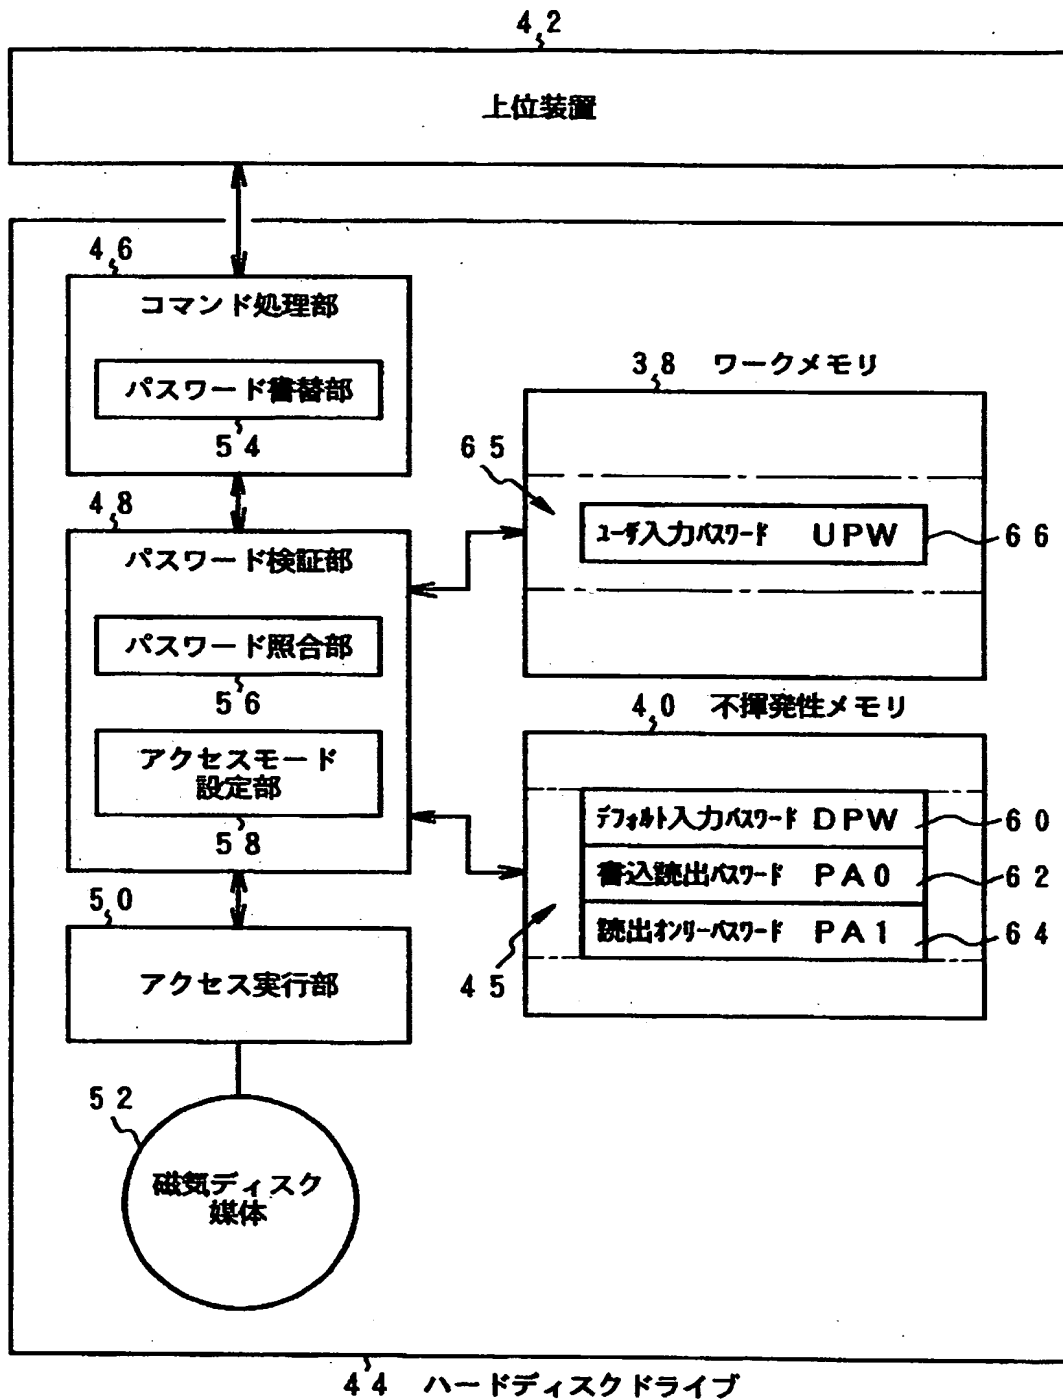 42
上位装置
46
コマンド処理部
パスワード書替部
54
38 ワークメモリ
65
ユーザ入力パスワード UPW
66
48
パスワード検証部
パスワード照合部
56
アクセスモード
設定部
58
40 不揮発性メモリ
デフォルト入力パスワード DPW
60
書込読出パスワード PA0
62
読出オンリーパスワード PA1
64
45
50
アクセス実行部
52
磁気ディスク
媒体
44 ハードディスクドライブ